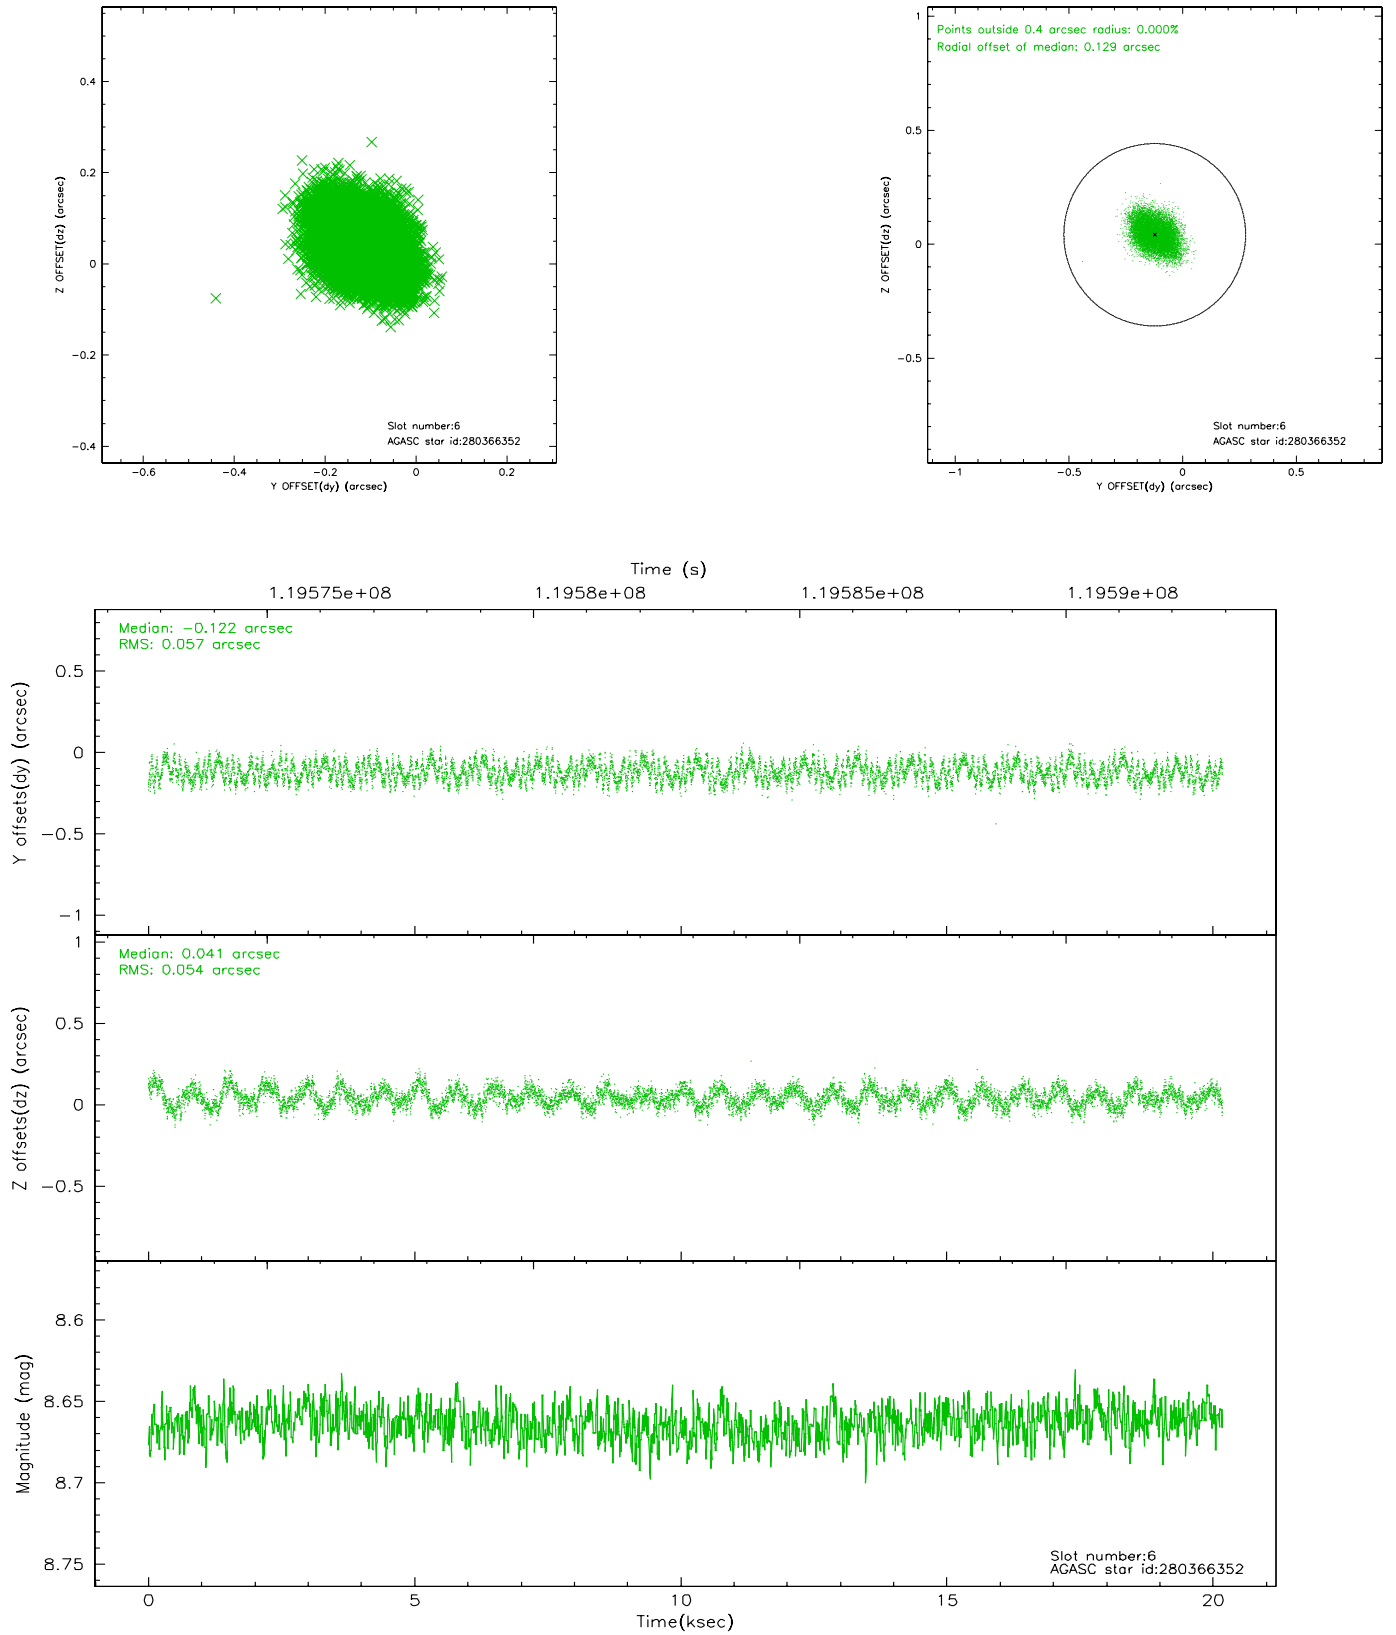 0.4
0.2
0
−0.2
−0.4
Z OFFSET(dz) (arcsec)
Slot number:6
AGASC star id:280366352
−0.6 −0.4 −0.2 0 0.2
Y OFFSET(dy) (arcsec)
Points outside 0.4 arcsec radius: 0.000%
Radial offset of median: 0.129 arcsec
1
0.5
0
−0.5
Z OFFSET(dz) (arcsec)
Slot number:6
AGASC star id:280366352
−1 −0.5 0 0.5
Y OFFSET(dy) (arcsec)
Time (s)
1.19575e+08 1.1958e+08 1.19585e+08 1.1959e+08
Median: −0.122 arcsec
RMS: 0.057 arcsec
0.5
0
−0.5
−1
Y offsets(dy) (arcsec)
Median: 0.041 arcsec
RMS: 0.054 arcsec
1
0.5
0
−0.5
Z offsets(dz) (arcsec)
8.6
8.65
8.7
8.75
Magnitude (mag)
Slot number:6
AGASC star id:280366352
0 5 10 15 20
Time(ksec)